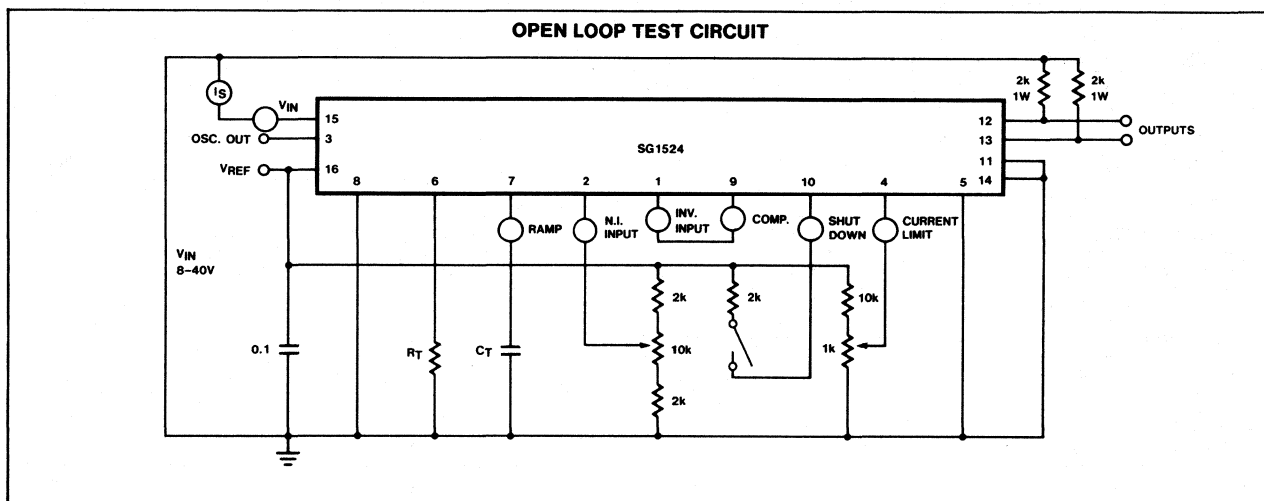 OPEN LOOP TEST CIRCUIT
2k
1W
2k
1W
IS
VIN
15
12
OUTPUTS
OSC. OUT
3
13
SG1524
VREF
16
11
14
8
6
7
2
1
9
10
4
5
RAMP
N.I.
INPUT
INV.
INPUT
COMP.
SHUT
DOWN
CURRENT
LIMIT
VIN
8–40V
2k
2k
10k
0.1
RT
CT
10k
1k
2k